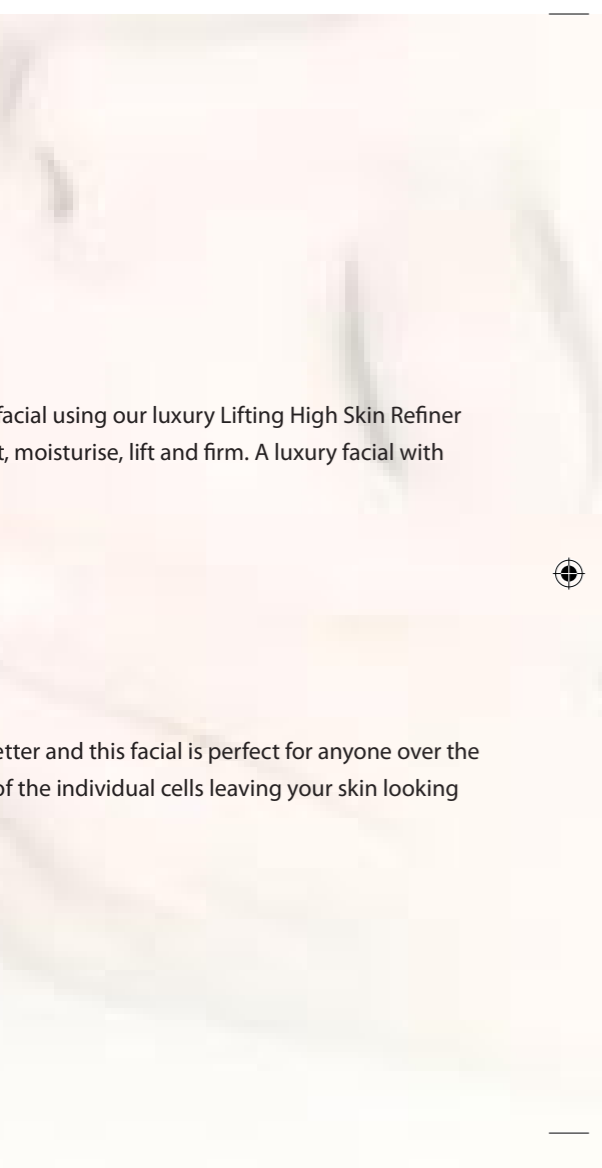 facial using our luxury Lifting High Skin Refiner
, moisturise, lift and firm. A luxury facial with
etter and this facial is perfect for anyone over the
of the individual cells leaving your skin looking